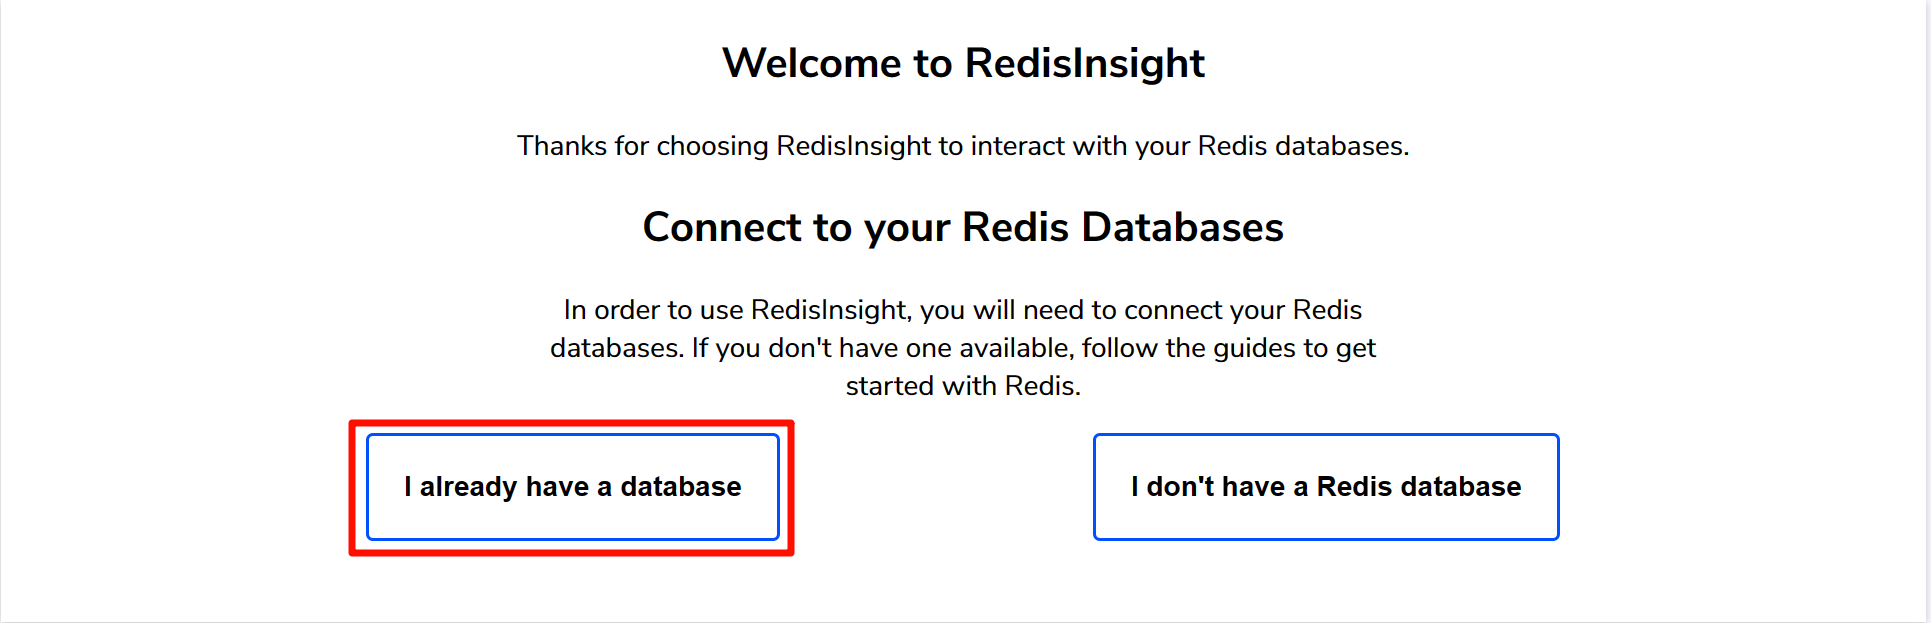 Welcome to RedisInsight
Thanks for choosing RedisInsight to interact with your Redis databases.
Connect to your Redis Databases
In order to use RedisInsight, you will need to connect your Redis
databases. If you don't have one available, follow the guides to get
started with Redis.
I already have a database
I don't have a Redis database